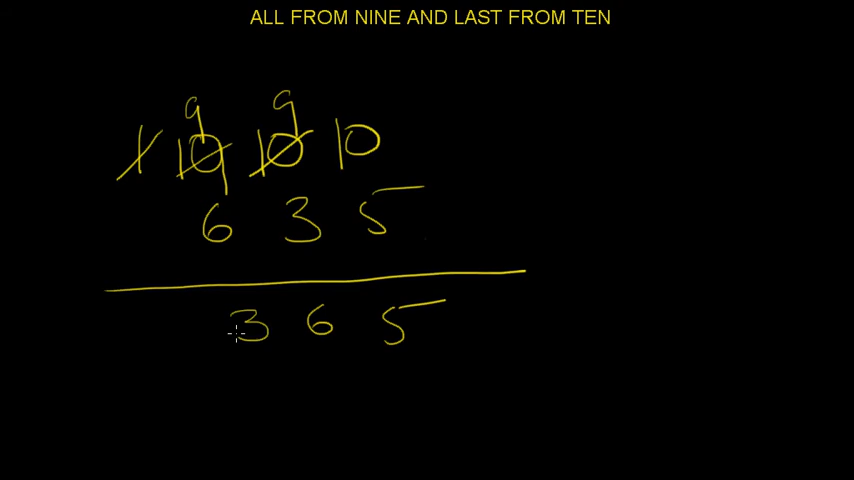 ALL FROM NINE AND LAST FROM TEN
9 9
1 10 10 10
6 3 5
3 6 5